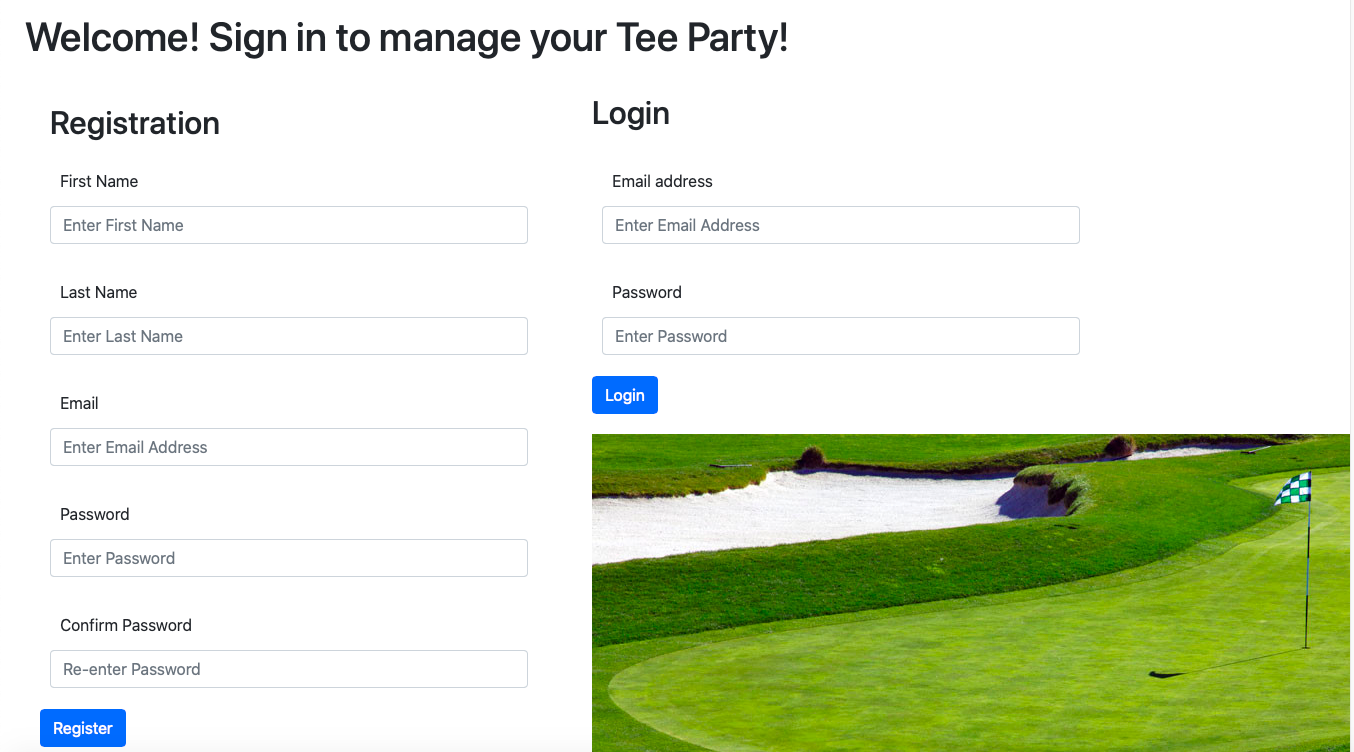 Welcome! Sign in to manage your Tee Party!
Registration
First Name
Enter First Name
Last Name
Enter Last Name
Email
Enter Email Address
Password
Enter Password
Confirm Password
Re-enter Password
Register
Login
Email address
Enter Email Address
Password
Enter Password
Login